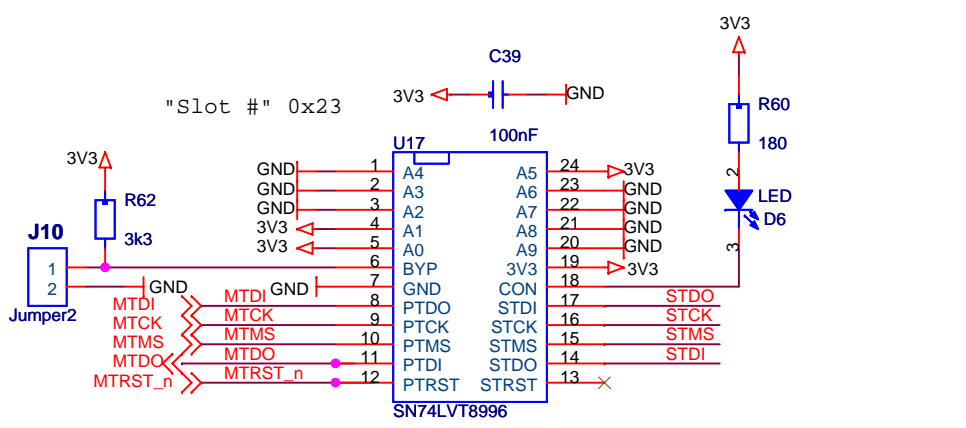 3V3
C39
3V3 GND
"Slot #" 0x23
R60
100nF
180
U17
3V3
GND 1 A4 A5 24 3V3
GND 2 A3 A6 23 GND
GND 3 A2 A7 22 GND
3V3 4 A1 A8 21 GND
3V3 5 A0 A9 20 GND
2
LED
D6
3
R62
3k3
J10
1 6 BYP 3V3 19 3V3
2 GND GND 7 GND CON 18
Jumper2
MTDI MTDI 8 PTDO STDI 17 STDO
MTCK MTCK 9 PTCK STCK 16 STCK
MTMS MTMS 10 PTMS STMS 15 STMS
MTDO MTDO 11 PTDI STDO 14 STDI
MTRST_n MTRST_n 12 PTRST STRST 13
SN74LVT8996